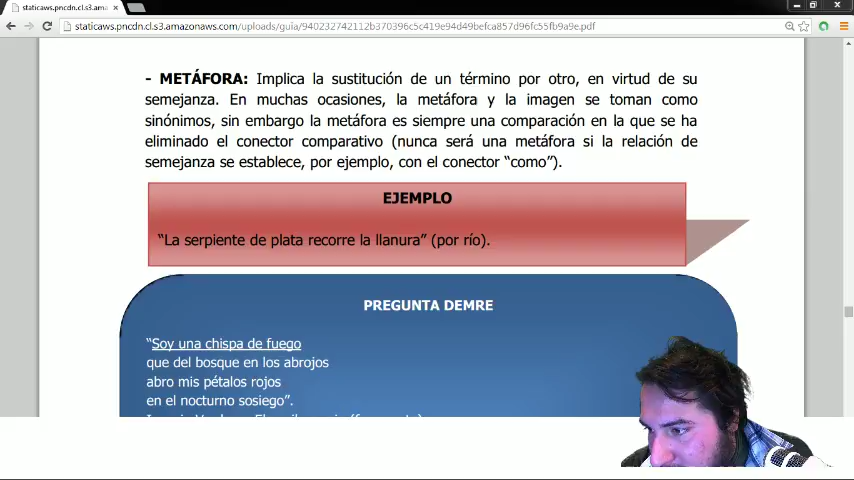 staticaws.pncdn.cl.s3.ama
staticaws.pncdn.cl.s3.amazonaws.com/uploads/guia/940232742112b370396c5c419e94d49befca857d96fc55fb9a9e.pdf
- METÁFORA: Implica la sustitución de un término por otro, en virtud de su
semejanza. En muchas ocasiones, la metáfora y la imagen se toman como
sinónimos, sin embargo la metáfora es siempre una comparación en la que se ha
eliminado el conector comparativo (nunca será una metáfora si la relación de
semejanza se establece, por ejemplo, con el conector “como”).
EJEMPLO
“La serpiente de plata recorre la llanura” (por río).
PREGUNTA DEMRE
“Soy una chispa de fuego
que del bosque en los abrojos
abro mis pétalos rojos
en el nocturno sosiego”.